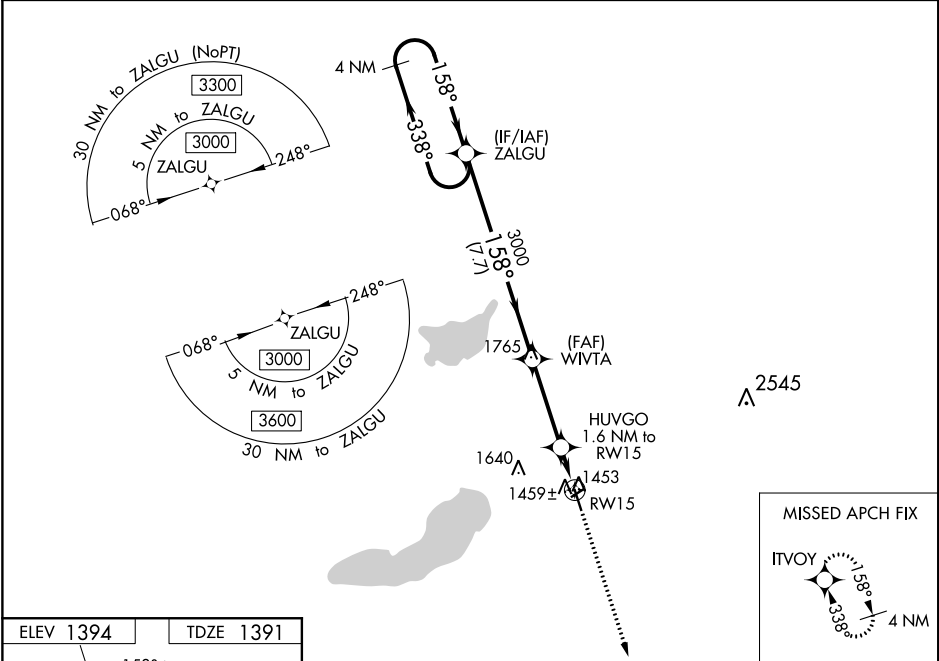 30 NM to ZALGU (NoPT)
3300
5 NM to ZALGU
3000
ZALGU
248°
068°
4 NM
158°
338°
(IF/IAF)
ZALGU
3000
158°
(7.7)
248°
068°
ZALGU
3000
5 NM to ZALGU
3600
30 NM to ZALGU
1765
(FAF)
WIVTA
2545
HUVGO
1.6 NM to
RW15
1640
1453
1459±
RW15
MISSED APCH FIX
ITVOY
158°
338°
4 NM
ELEV 1394
TDZE 1391